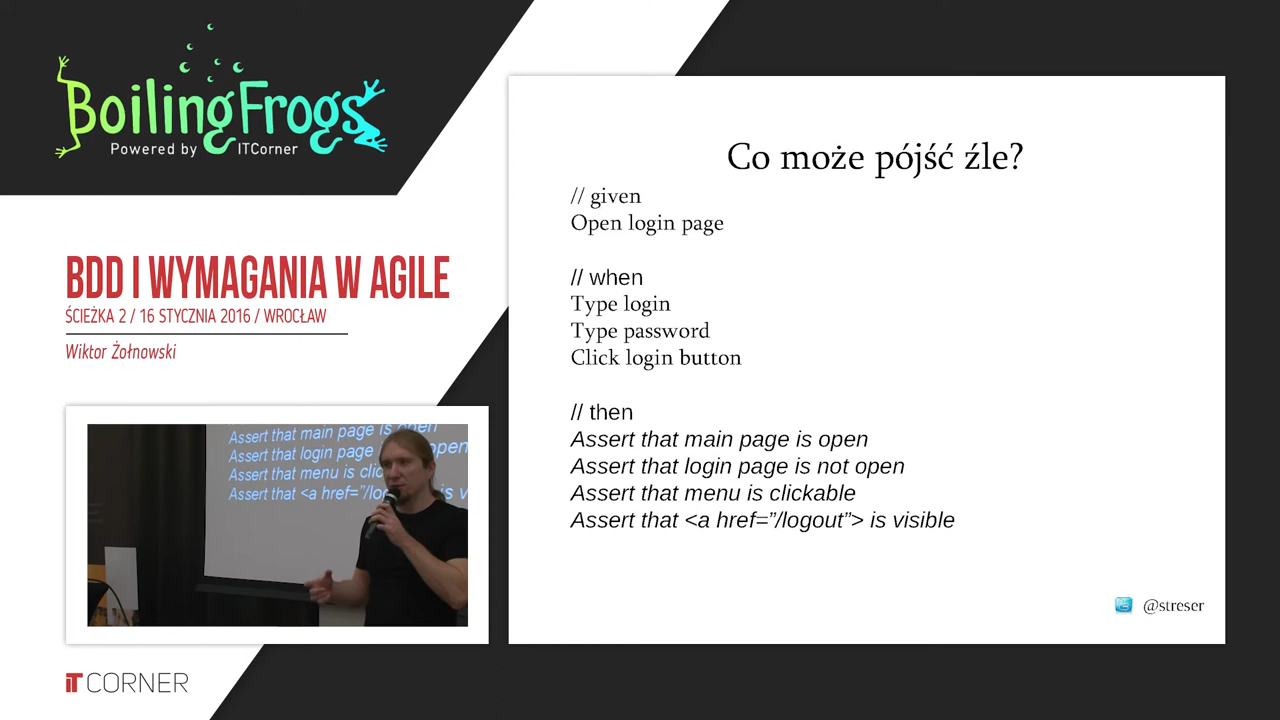 BoilingFrogs
Powered by ITCorner
BDD I WYMAGANIA W AGILE
ŚCIEŻKA 2 / 16 STYCZNIA 2016 / WROCŁAW
Wiktor Żołnowski
Assert that main page is open
Assert that login page open
Assert that menu is
Assert that <a href="/ is
iT CORNER
Co może pójść źle?
// given
Open login page
// when
Type login
Type password
Click login button
// then
Assert that main page is open
Assert that login page is not open
Assert that menu is clickable
Assert that <a href=”/logout”> is visible
@streser